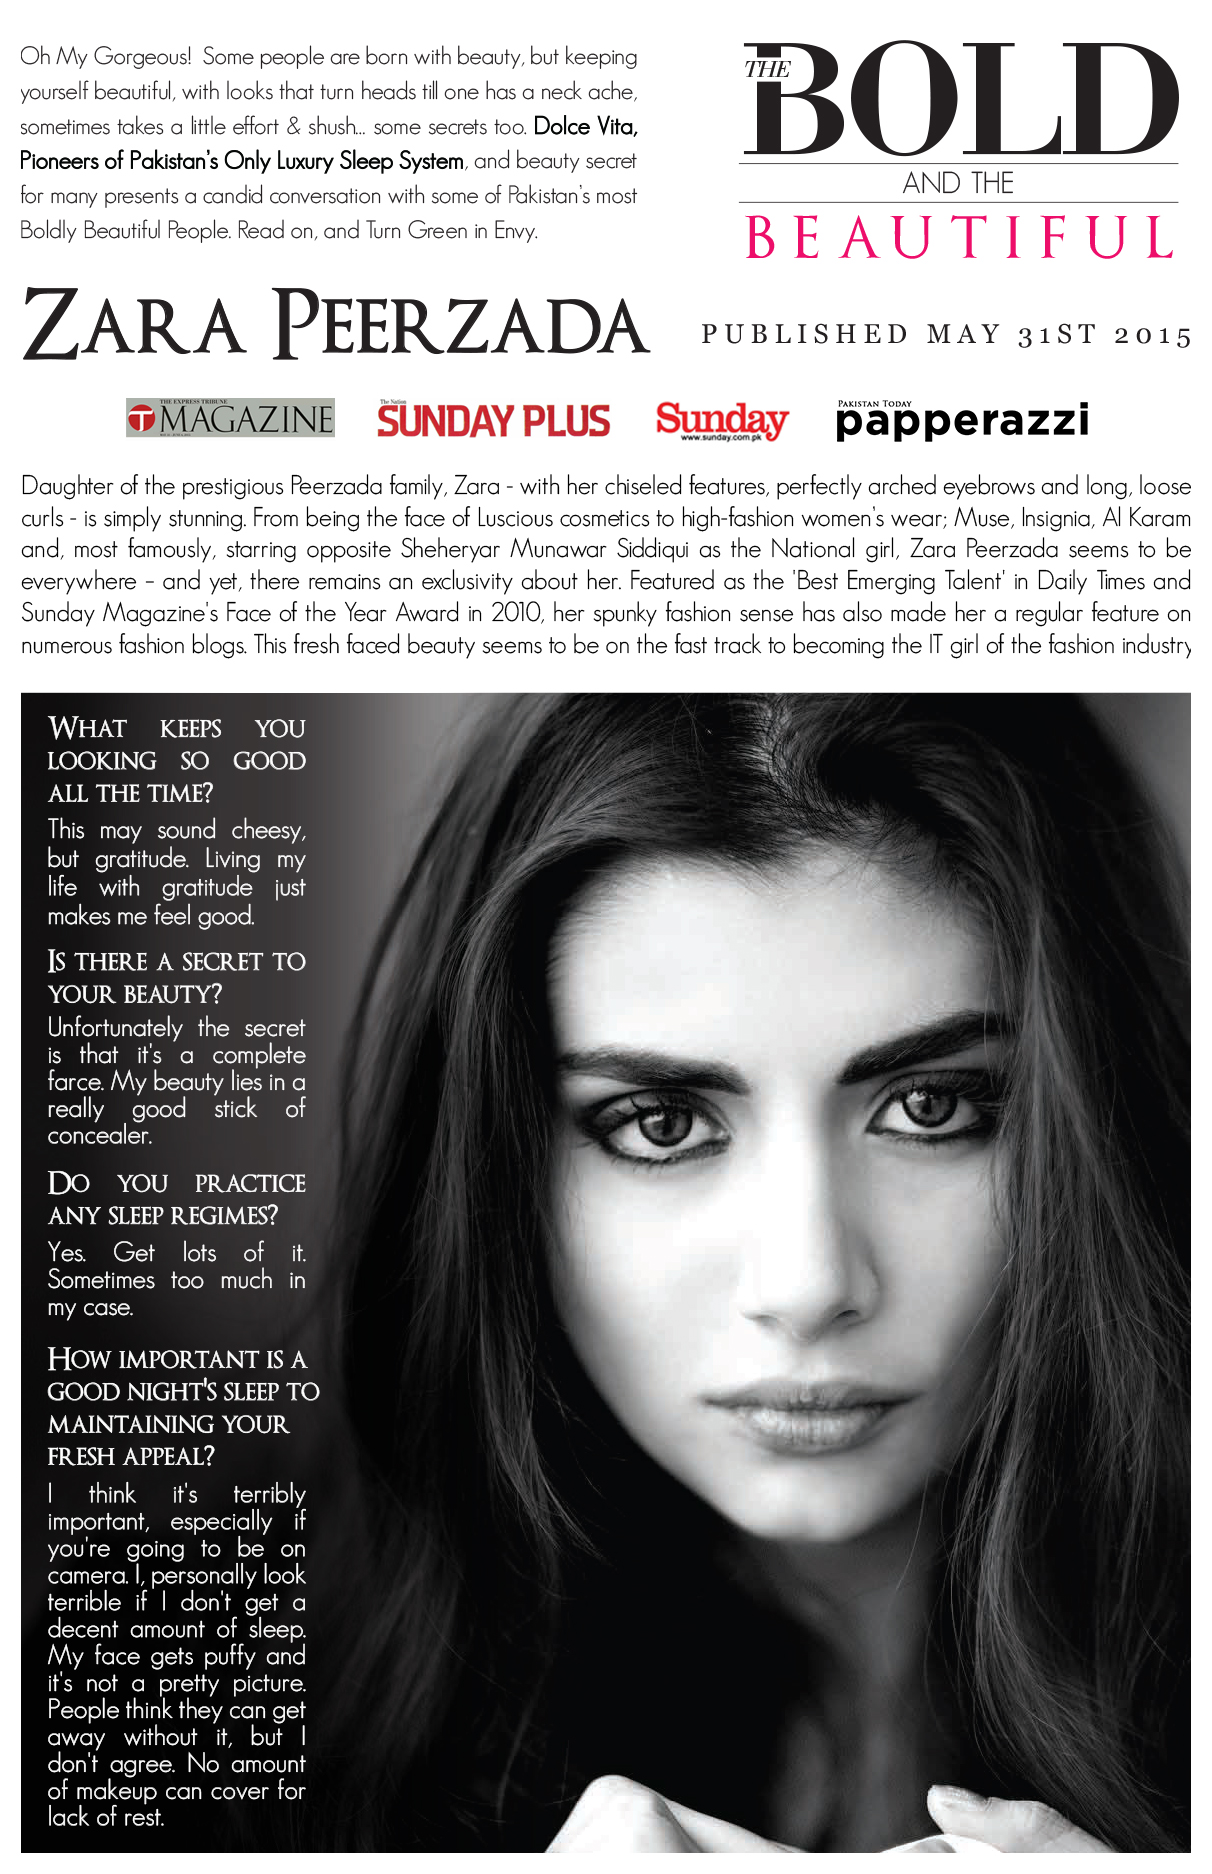 Oh My Gorgeous! Some people are born with beauty, but keeping
yourself beautiful, with looks that turn heads till one has a neck ache,
sometimes takes a little effort & shush... some secrets too. Dolce Vita,
Pioneers of Pakistan's Only Luxury Sleep System, and beauty secret
for many presents a candid conversation with some of Pakistan's most
Boldly Beautiful People. Read on, and Turn Green in Envy.
THE BOLD
AND THE
BEAUTIFUL
ZARA PEERZADA
PUBLISHED MAY 31ST 2015
THE EXPRESS TRIBUNE
T MAGAZINE
The Nation
SUNDAY PLUS
Sunday
www.sunday.com.pk
PAKISTAN TODAY
papperazzi
Daughter of the prestigious Peerzada family, Zara - with her chiseled features, perfectly arched eyebrows and long, loose
curls - is simply stunning. From being the face of Luscious cosmetics to high-fashion women's wear; Muse, Insignia, Al Karam
and, most famously, starring opposite Sheheryar Munawar Siddiqui as the National girl, Zara Peerzada seems to be
everywhere – and yet, there remains an exclusivity about her. Featured as the 'Best Emerging Talent' in Daily Times and
Sunday Magazine's Face of the Year Award in 2010, her spunky fashion sense has also made her a regular feature on
numerous fashion blogs. This fresh faced beauty seems to be on the fast track to becoming the IT girl of the fashion industry
WHAT KEEPS YOU
LOOKING SO GOOD
ALL THE TIME?
This may sound cheesy,
but gratitude. Living my
life with gratitude just
makes me feel good.
IS THERE A SECRET TO
YOUR BEAUTY?
Unfortunately the secret
is that it's a complete
farce. My beauty lies in a
really good stick of
concealer.
DO YOU PRACTICE
ANY SLEEP REGIMES?
Yes. Get lots of it.
Sometimes too much in
my case.
HOW IMPORTANT IS A
GOOD NIGHT'S SLEEP TO
MAINTAINING YOUR
FRESH APPEAL?
I think it's terribly
important, especially if
you're going to be on
camera. I, personally look
terrible if I don't get a
decent amount of sleep.
My face gets puffy and
it's not a pretty picture.
People think they can get
away without it, but I
don't agree. No amount
of makeup can cover for
lack of rest.